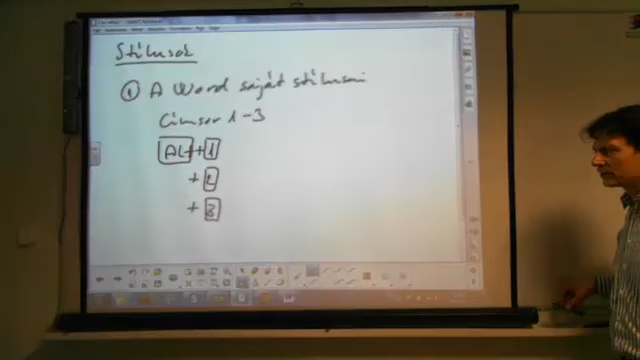 Stílusok
① A Word saját stílusai
Címsor 1-3
ALT + 1
+ 2
+ 3